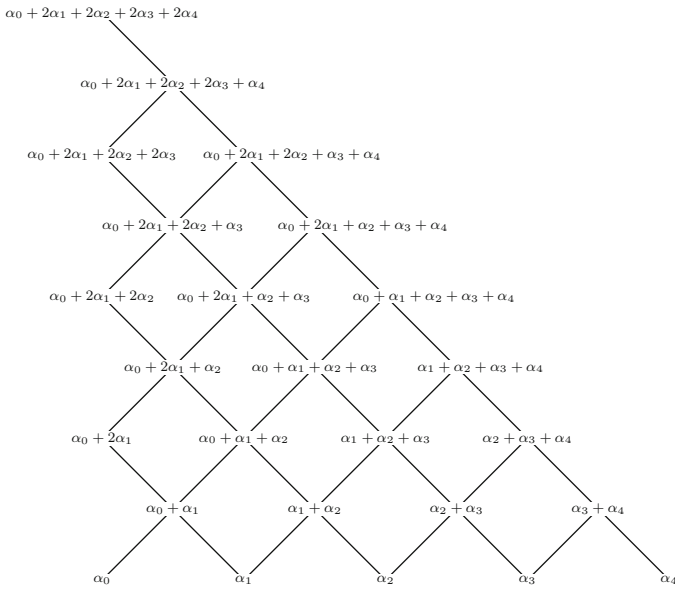 α₀ + 2α₁ + 2α₂ + 2α₃ + 2α₄
α₀ + 2α₁ + 2α₂ + 2α₃ + α₄
α₀ + 2α₁ + 2α₂ + 2α₃ α₀ + 2α₁ + 2α₂ + α₃ + α₄
α₀ + 2α₁ + 2α₂ + α₃ α₀ + 2α₁ + α₂ + α₃ + α₄
α₀ + 2α₁ + 2α₂ α₀ + 2α₁ + α₂ + α₃ α₀ + α₁ + α₂ + α₃ + α₄
α₀ + 2α₁ + α₂ α₀ + α₁ + α₂ + α₃ α₁ + α₂ + α₃ + α₄
α₀ + 2α₁ α₀ + α₁ + α₂ α₁ + α₂ + α₃ α₂ + α₃ + α₄
α₀ + α₁ α₁ + α₂ α₂ + α₃ α₃ + α₄
α₀ α₁ α₂ α₃ α₄